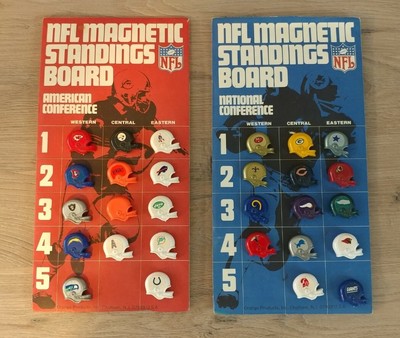 NFL MAGNETIC
STANDINGS
BOARD
NFL
AMERICAN
CONFERENCE
WESTERN CENTRAL EASTERN
1
2
3
4
5
NFL MAGNETIC
STANDINGS
BOARD
NFL
NATIONAL
CONFERENCE
WESTERN CENTRAL EASTERN
1
2
3
4
5